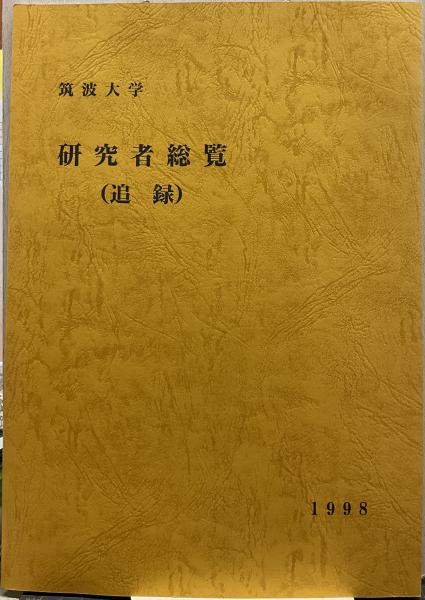 筑波大学
研究者総覧
(追 録)
1998